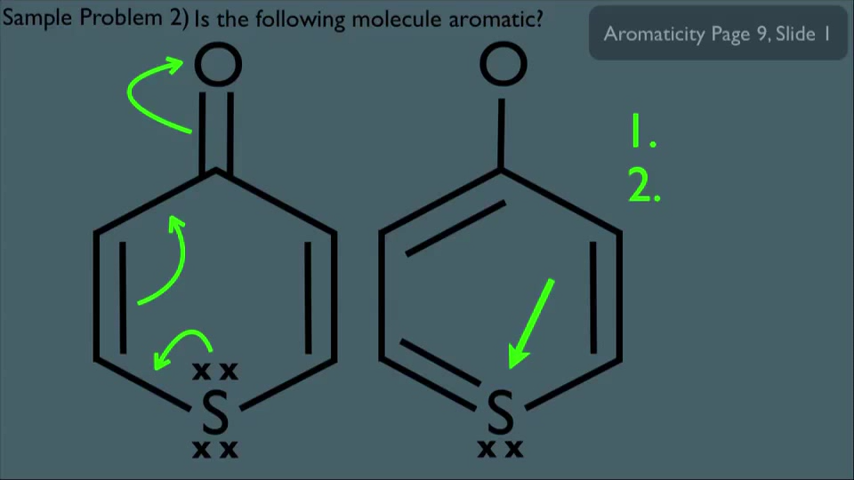 Sample Problem 2) Is the following molecule aromatic?
Aromaticity Page 9, Slide 1
O
O
1.
2.
x x
S
S
x x
x x